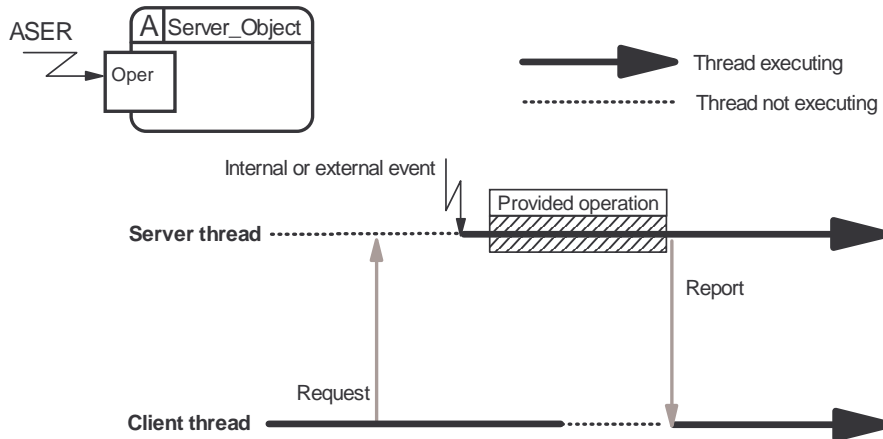 ASER
A Server_Object
Oper
Thread executing
Thread not executing
Internal or external event
Provided operation
Server thread
Report
Request
Client thread